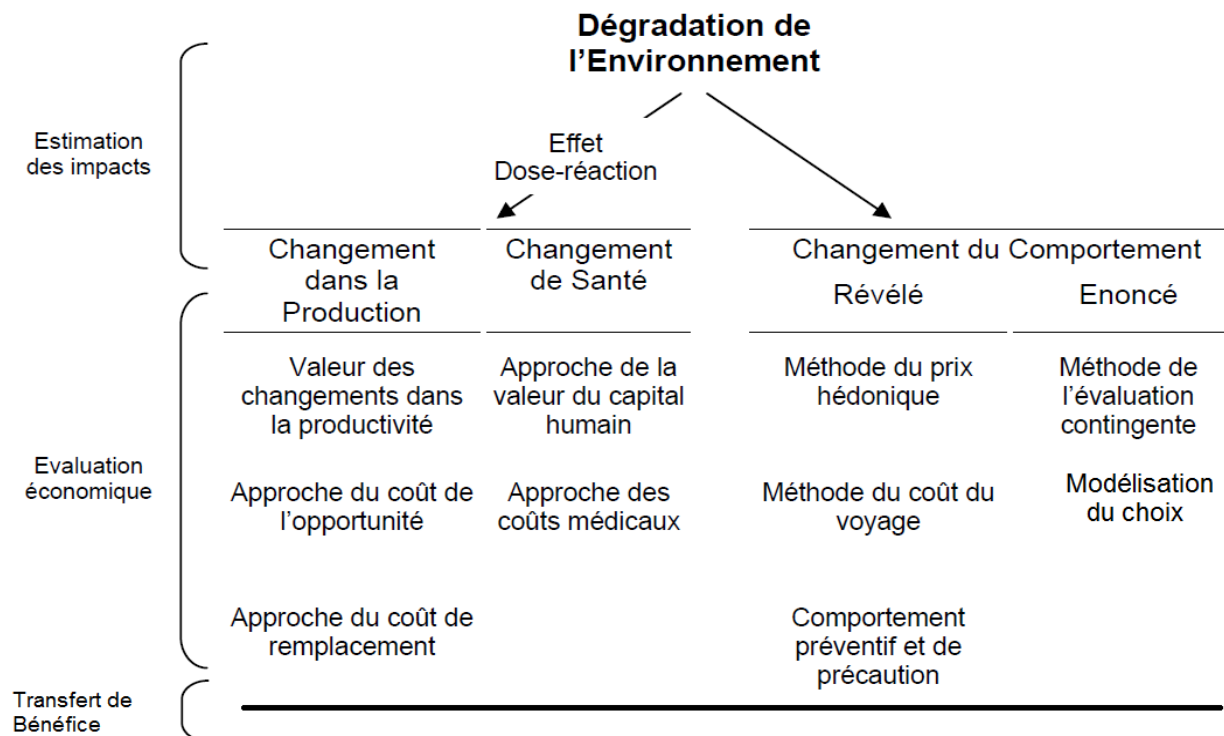 Dégradation de
l’Environnement
Estimation
des impacts
Effet
Dose-réaction
Changement
dans la
Production
Changement
de Santé
Changement du Comportement
Révélé
Enoncé
Evaluation
économique
Valeur des
changements dans
la productivité
Approche de la
valeur du capital
humain
Méthode du prix
hédonique
Méthode de
l’évaluation
contingente
Approche du coût de
l’opportunité
Approche des
coûts médicaux
Méthode du coût du
voyage
Modélisation
du choix
Approche du coût de
remplacement
Comportement
préventif et de
précaution
Transfert de
Bénéfice